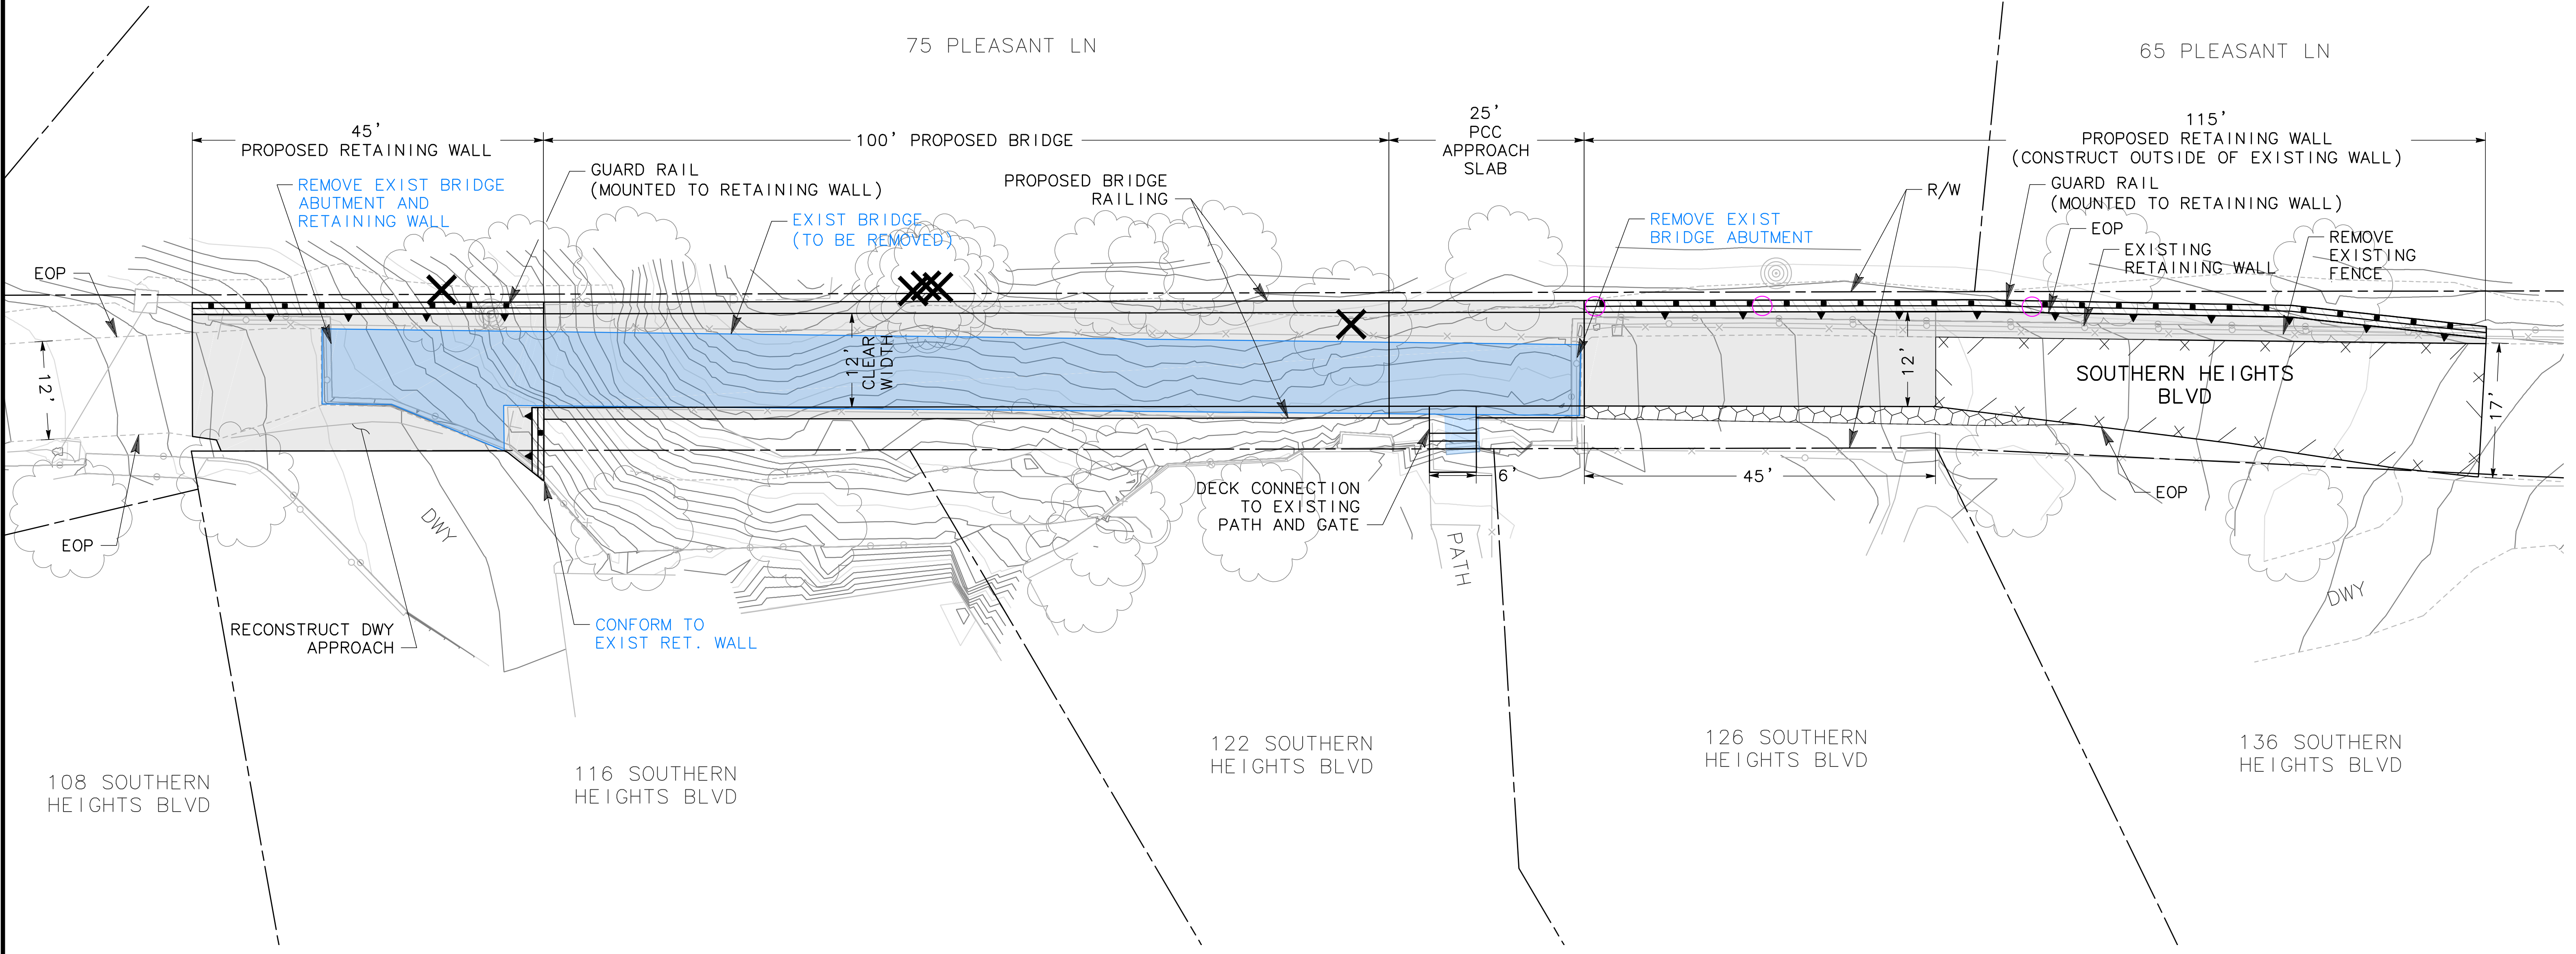 75 PLEASANT LN
65 PLEASANT LN
45'
PROPOSED RETAINING WALL
100' PROPOSED BRIDGE
25'
PCC
APPROACH
SLAB
115'
PROPOSED RETAINING WALL
(CONSTRUCT OUTSIDE OF EXISTING WALL)
REMOVE EXIST BRIDGE
ABUTMENT AND
RETAINING WALL
GUARD RAIL
(MOUNTED TO RETAINING WALL)
EXIST BRIDGE
(TO BE REMOVED)
PROPOSED BRIDGE
RAILING
REMOVE EXIST
BRIDGE ABUTMENT
R/W
GUARD RAIL
(MOUNTED TO RETAINING WALL)
EOP
EXISTING
RETAINING WALL
REMOVE
EXISTING
FENCE
EOP
12'
12'
CLEAR
WIDTH
12'
SOUTHERN HEIGHTS
BLVD
17'
EOP
DWY
6'
45'
EOP
DECK CONNECTION
TO EXISTING
PATH AND GATE
PATH
DWY
RECONSTRUCT DWY
APPROACH
CONFORM TO
EXIST RET. WALL
108 SOUTHERN
HEIGHTS BLVD
116 SOUTHERN
HEIGHTS BLVD
122 SOUTHERN
HEIGHTS BLVD
126 SOUTHERN
HEIGHTS BLVD
136 SOUTHERN
HEIGHTS BLVD